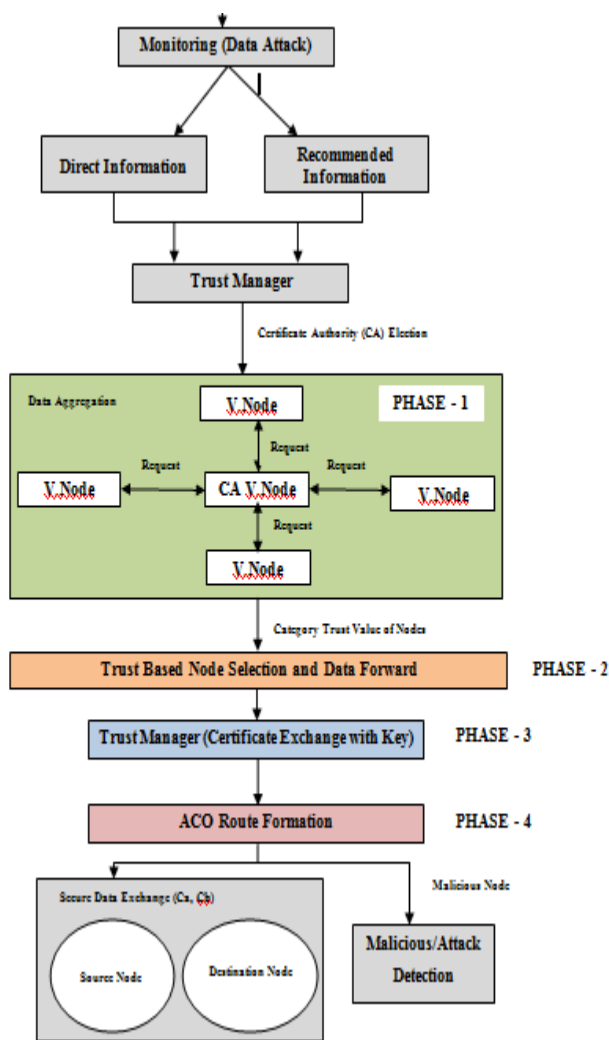 Monitoring (Data Attack)
Direct Information
Recommended
Information
Trust Manager
Certificate Authority (CA) Election
Data Aggregation
PHASE - 1
V.Node
Request
Request
Request
V.Node
CA V.Node
V.Node
Request
V.Node
Category Trust Value of Nodes
Trust Based Node Selection and Data Forward
PHASE - 2
Trust Manager (Certificate Exchange with Key)
PHASE - 3
ACO Route Formation
PHASE - 4
Malicious Node
Secure Data Exchange (Ca, Cb)
Source Node
Destination Node
Malicious/Attack
Detection